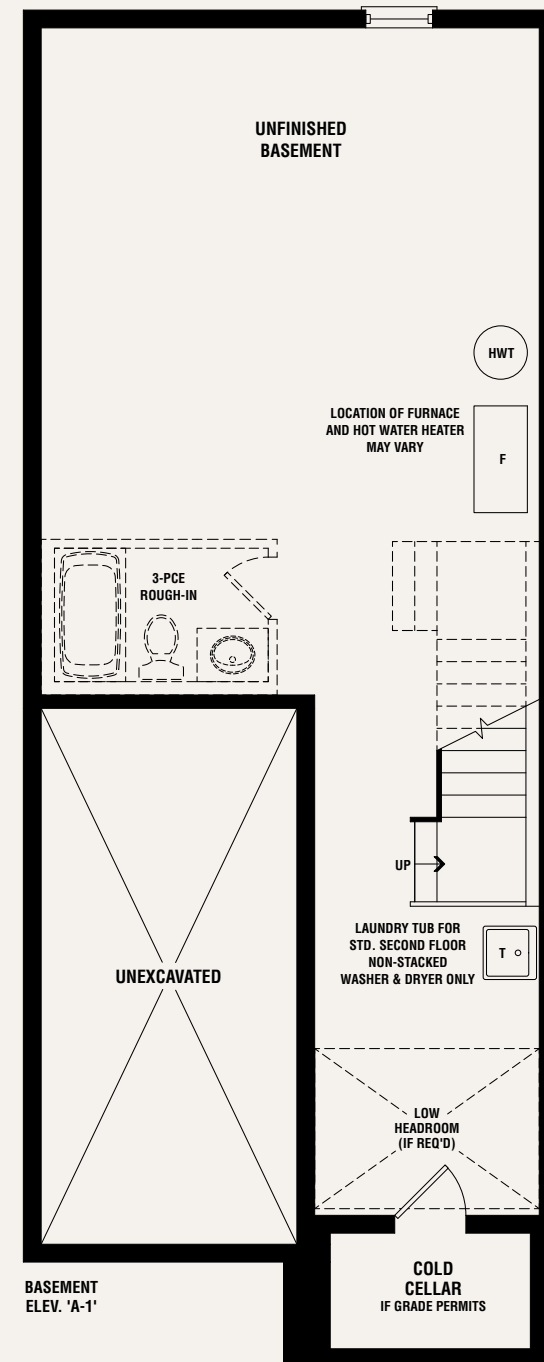 UNFINISHED
BASEMENT
HWT
LOCATION OF FURNACE
AND HOT WATER HEATER
MAY VARY
F
3-PCE
ROUGH-IN
UP
LAUNDRY TUB FOR
STD. SECOND FLOOR
NON-STACKED
WASHER & DRYER ONLY
T
UNEXCAVATED
LOW
HEADROOM
(IF REQ'D)
COLD
CELLAR
IF GRADE PERMITS
BASEMENT
ELEV. 'A-1'